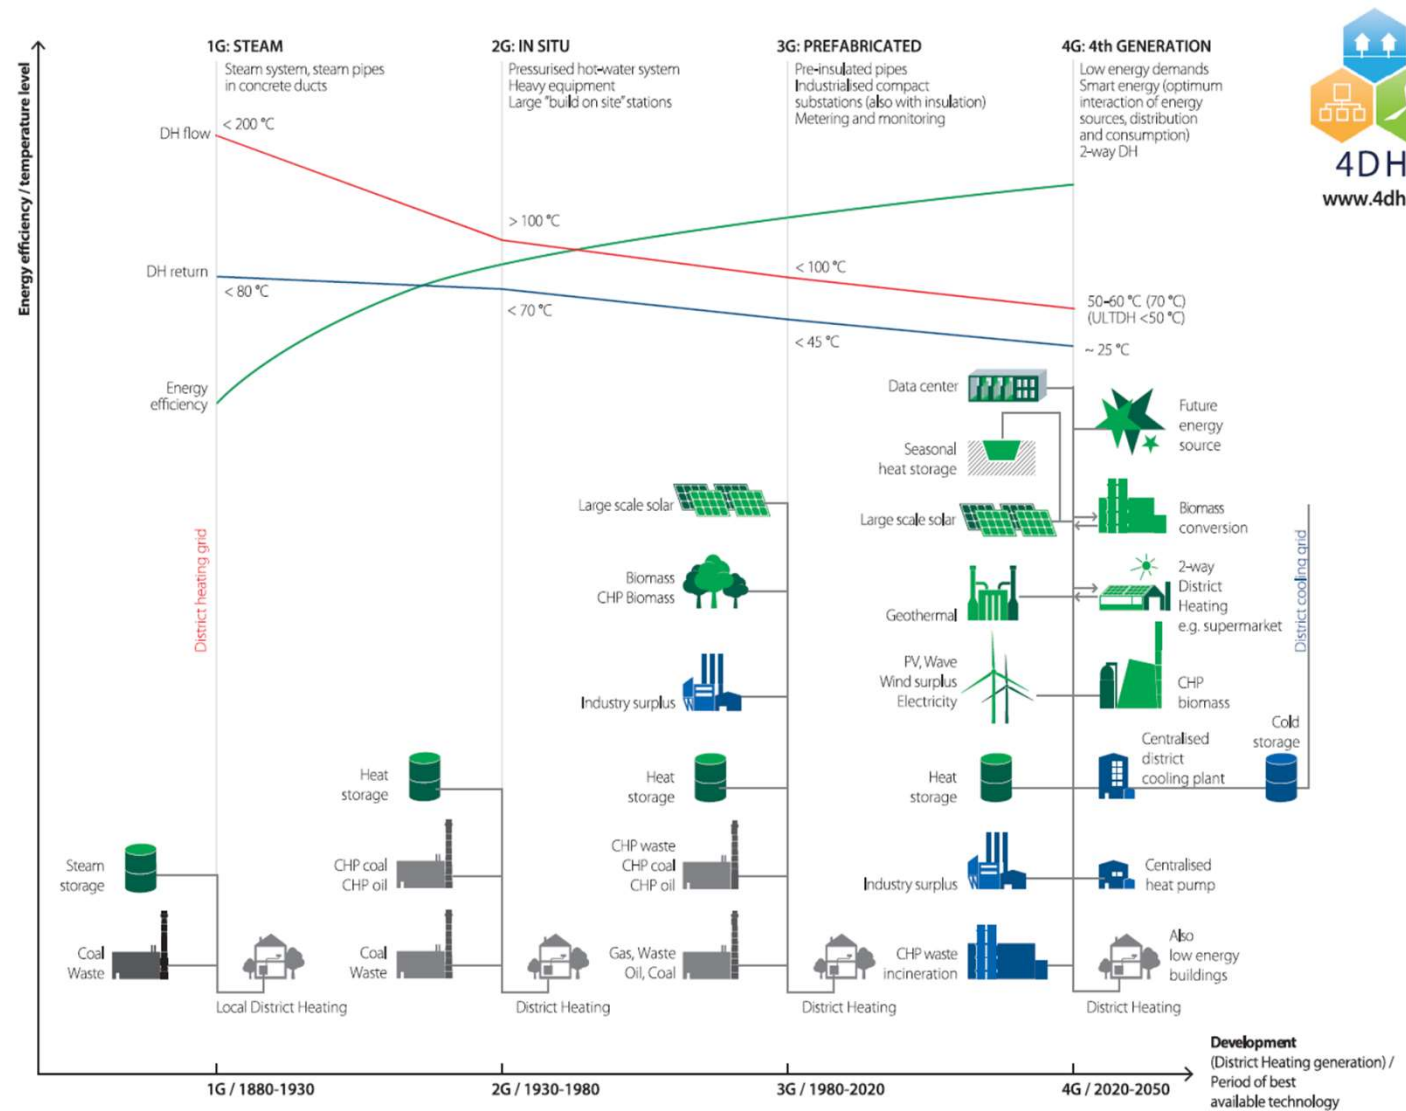 1G: STEAM
Steam system, steam pipes
in concrete ducts
2G: IN SITU
Pressurised hot-water system
Heavy equipment
Large "build on site" stations
3G: PREFABRICATED
Pre-insulated pipes
Industrialised compact
substations (also with insulation)
Metering and monitoring
4G: 4th GENERATION
Low energy demands
Smart energy (optimum
interaction of energy
sources, distribution
and consumption)
2-way DH
4DH
www.4dh
Energy efficiency / temperature level
DH flow
< 200 °C
> 100 °C
< 100 °C
50-60 °C (70 °C)
(ULTDH <50 °C)
DH return
< 80 °C
< 70 °C
< 45 °C
~ 25 °C
Energy
efficiency
District heating grid
Steam
storage
Coal
Waste
Local District Heating
Heat
storage
CHP coal
CHP oil
Coal
Waste
District Heating
Large scale solar
Biomass
CHP Biomass
Industry surplus
Heat
storage
CHP waste
CHP coal
CHP oil
Gas, Waste
Oil, Coal
District Heating
Data center
Seasonal
heat storage
Large scale solar
Geothermal
PV, Wave
Wind surplus
Electricity
Heat
storage
Industry surplus
CHP waste
incineration
Future
energy
source
Biomass
conversion
2-way
District
Heating
e.g. supermarket
CHP
biomass
Centralised
district
cooling plant
Cold
storage
District cooling grid
Centralised
heat pump
Also
low energy
buildings
District Heating
1G / 1880-1930
2G / 1930-1980
3G / 1980-2020
4G / 2020-2050
Development
(District Heating generation) /
Period of best
available technology